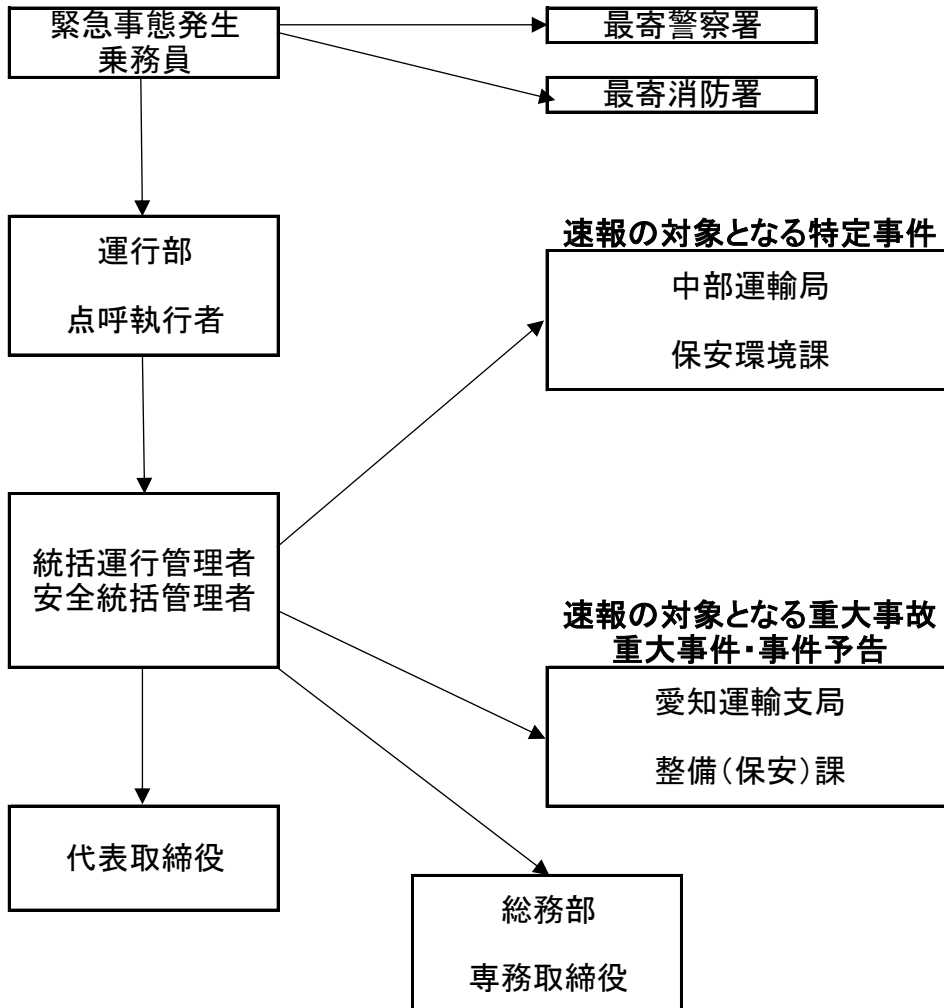 緊急事態発生
乗務員
最寄警察署
最寄消防署
運行部
点呼執行者
速報の対象となる特定事件
中部運輸局
保安環境課
統括運行管理者
安全統括管理者
速報の対象となる重大事故
重大事件・事件予告
愛知運輸支局
整備(保安)課
代表取締役
総務部
専務取締役